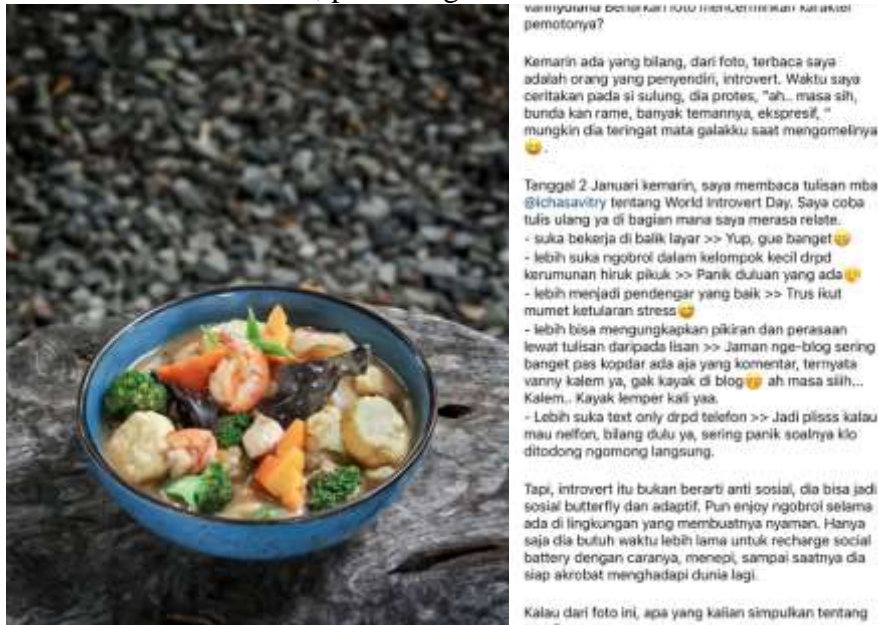 pemotonya?
Kemarin ada yang bilang, dari foto, terbaca saya
adalah orang yang penyendiri, introvert. Waktu saya
ceritakan pada si sulung, dia protes, "ah.. masa sih,
bunda kan rame, banyak temannya, ekspresif, "
mungkin dia teringat mata galakku saat mengomelinya
😅.
Tanggal 2 Januari kemarin, saya membaca tulisan mba
@ichasavitry tentang World Introvert Day. Saya coba
tulis ulang ya di bagian mana saya merasa relate.
- suka bekerja di balik layar >> Yup, gue banget
- lebih suka ngobrol dalam kelompok kecil drpd
kerumunan hiruk pikuk >> Panik duluan yang ada
- lebih menjadi pendengar yang baik >> Trus ikut
mumet ketularan stress
- lebih bisa mengungkapkan pikiran dan perasaan
lewat tulisan daripada lisan >> Jaman nge-blog sering
banget pas kopdar ada aja yang komentar, ternyata
vanny kalem ya, gak kayak di blog ah masa siih...
Kalem.. Kayak lemper kali yaa.
- Lebih suka text only drpd telefon >> Jadi plisss kalau
mau nelfon, bilang dulu ya, sering panik soalnya klo
ditodong ngomong langsung.
Tapi, introvert itu bukan berarti anti sosial, dia bisa jadi
sosial butterfly dan adaptif. Pun enjoy ngobrol selama
ada di lingkungan yang membuatnya nyaman. Hanya
saja dia butuh waktu lebih lama untuk recharge social
battery dengan caranya, menepi, sampai saatnya dia
siap akrobat menghadapi dunia lagi.
Kalau dari foto ini, apa yang kalian simpulkan tentang